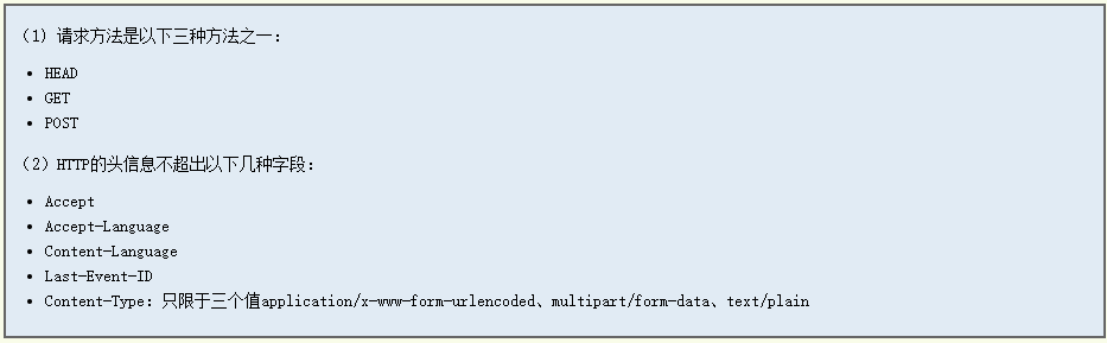 （1）请求方法是以下三种方法之一：
• HEAD
• GET
• POST
（2）HTTP的头信息不超出以下几种字段：
• Accept
• Accept-Language
• Content-Language
• Last-Event-ID
• Content-Type：只限于三个值application/x-www-form-urlencoded、multipart/form-data、text/plain